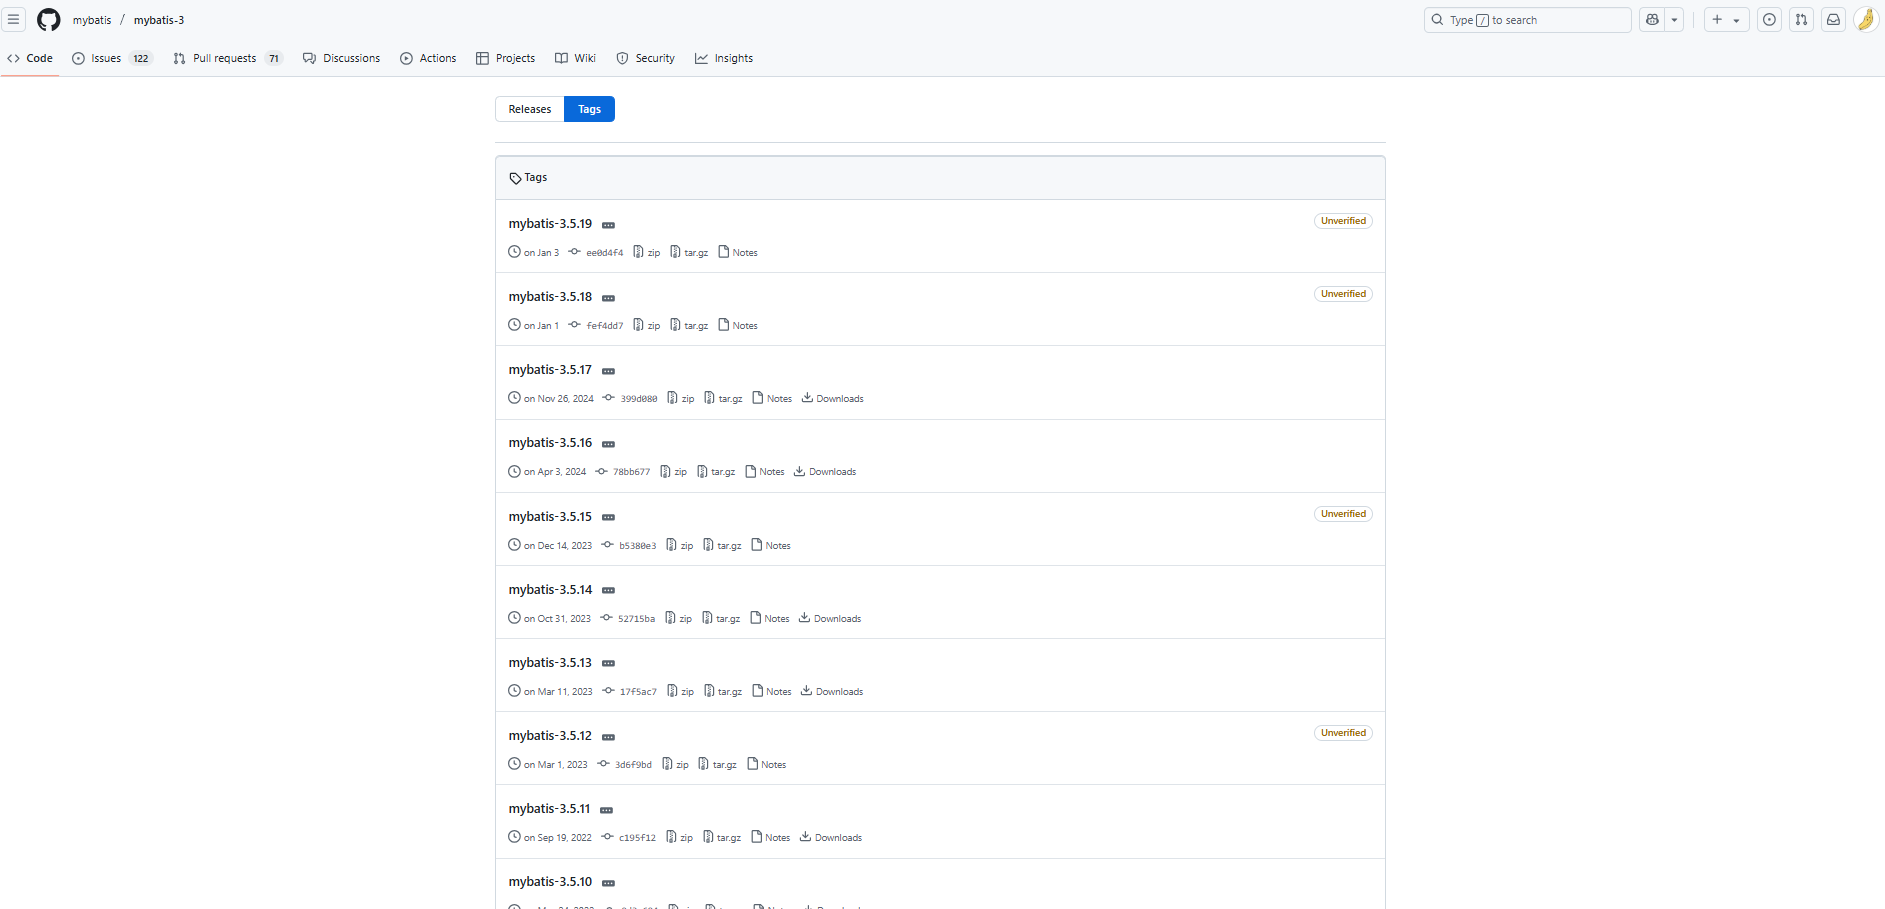 mybatis / mybatis-3
Type / to search
Code
Issues 122
Pull requests 71
Discussions
Actions
Projects
Wiki
Security
Insights
Releases
Tags
Tags
mybatis-3.5.19
Unverified
on Jan 3 ee0d4f4 zip tar.gz Notes
mybatis-3.5.18
Unverified
on Jan 1 fef4dd7 zip tar.gz Notes
mybatis-3.5.17
on Nov 26, 2024 399d080 zip tar.gz Notes Downloads
mybatis-3.5.16
on Apr 3, 2024 78bb677 zip tar.gz Notes Downloads
mybatis-3.5.15
Unverified
on Dec 14, 2023 b5380e3 zip tar.gz Notes
mybatis-3.5.14
on Oct 31, 2023 52715ba zip tar.gz Notes Downloads
mybatis-3.5.13
on Mar 11, 2023 17f5ac7 zip tar.gz Notes Downloads
mybatis-3.5.12
Unverified
on Mar 1, 2023 3d6f9bd zip tar.gz Notes
mybatis-3.5.11
on Sep 19, 2022 c195f12 zip tar.gz Notes Downloads
mybatis-3.5.10